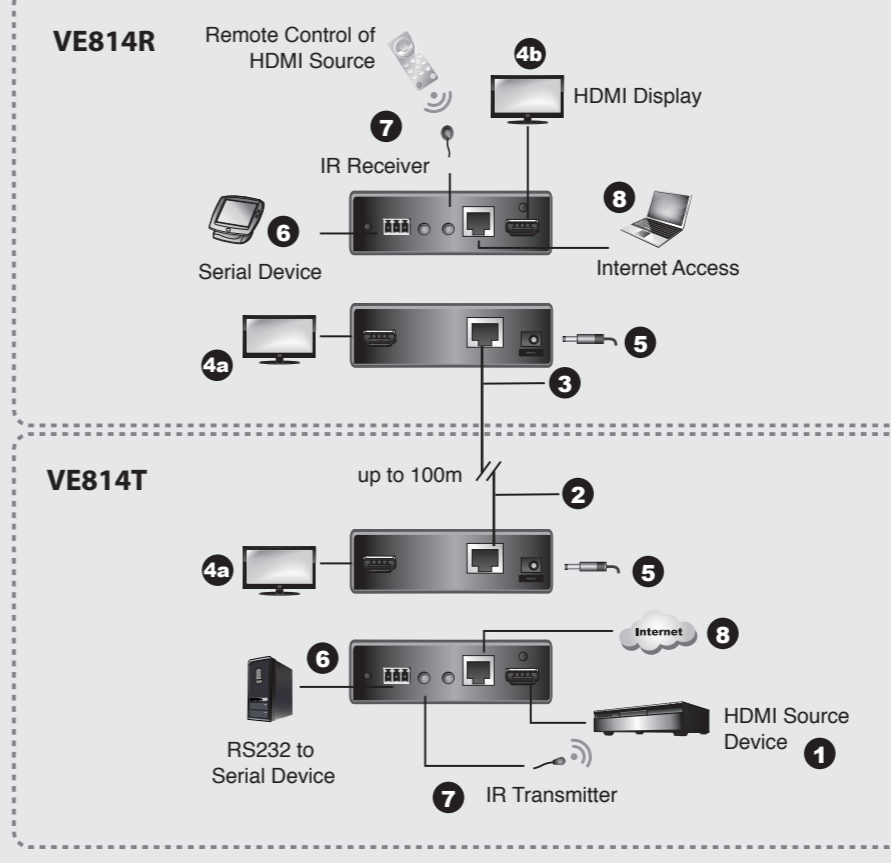 VE814R
Remote Control of
HDMI Source
4b
HDMI Display
7
IR Receiver
8
6
Serial Device
Internet Access
4a
5
3
VE814T
up to 100m
2
4a
5
Internet
8
6
HDMI Source
Device
1
RS232 to
Serial Device
7
IR Transmitter